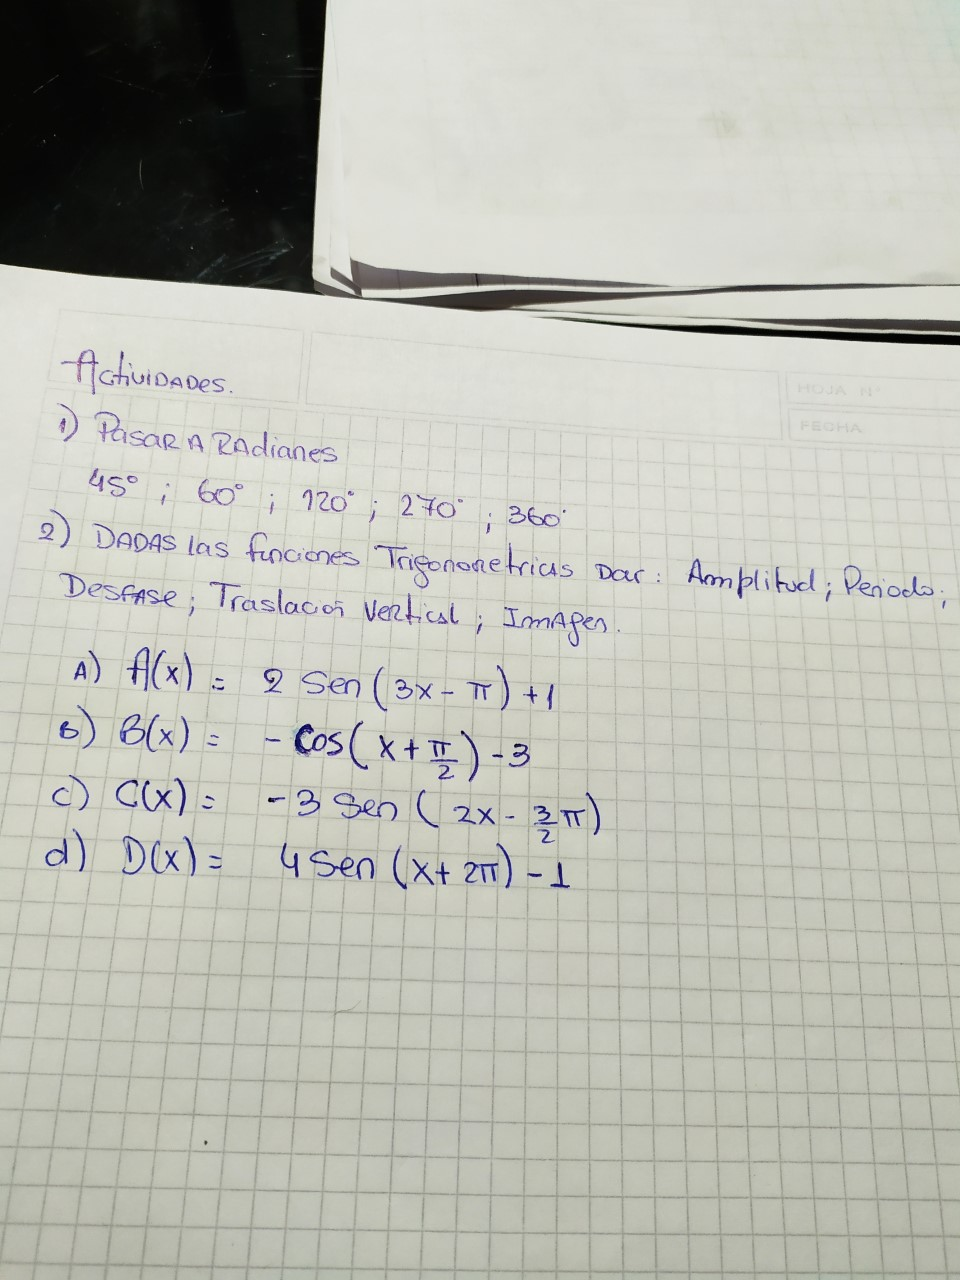 HOJA Nº
FECHA
Actividades.
1) Pasar a Radianes
45° ; 60° ; 120° ; 270° ; 360°
2) Dadas las funciones Trigonometricas Dar: Amplitud; Periodo;
Desfase; Traslacion vertical; Imagen.
A) A(x) = 2 Sen (3x - π) + 1
b) B(x) = - Cos(x + π/2) - 3
c) C(x) = -3 Sen (2x - 3/2 π)
d) D(x) = 4 Sen (x + 2π) - 1